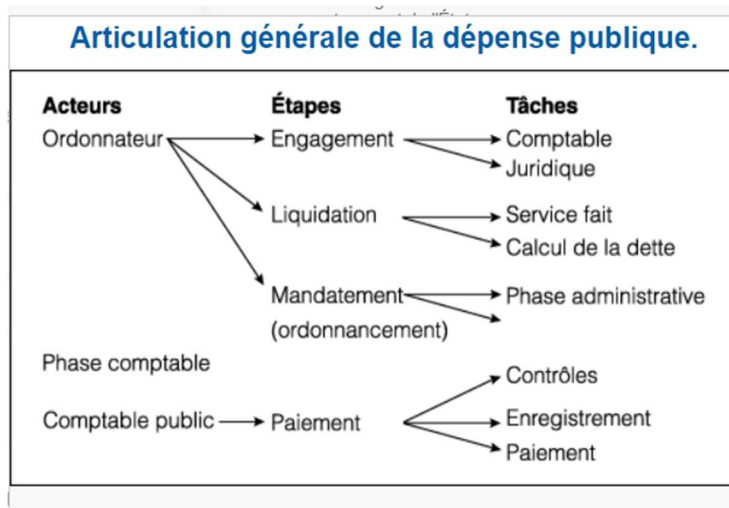 Articulation générale de la dépense publique.
Acteurs Étapes Tâches
Ordonnateur Engagement Comptable
Juridique
Liquidation Service fait
Calcul de la dette
Mandatement Phase administrative
(ordonnancement)
Phase comptable
Contrôles
Comptable public Paiement Enregistrement
Paiement